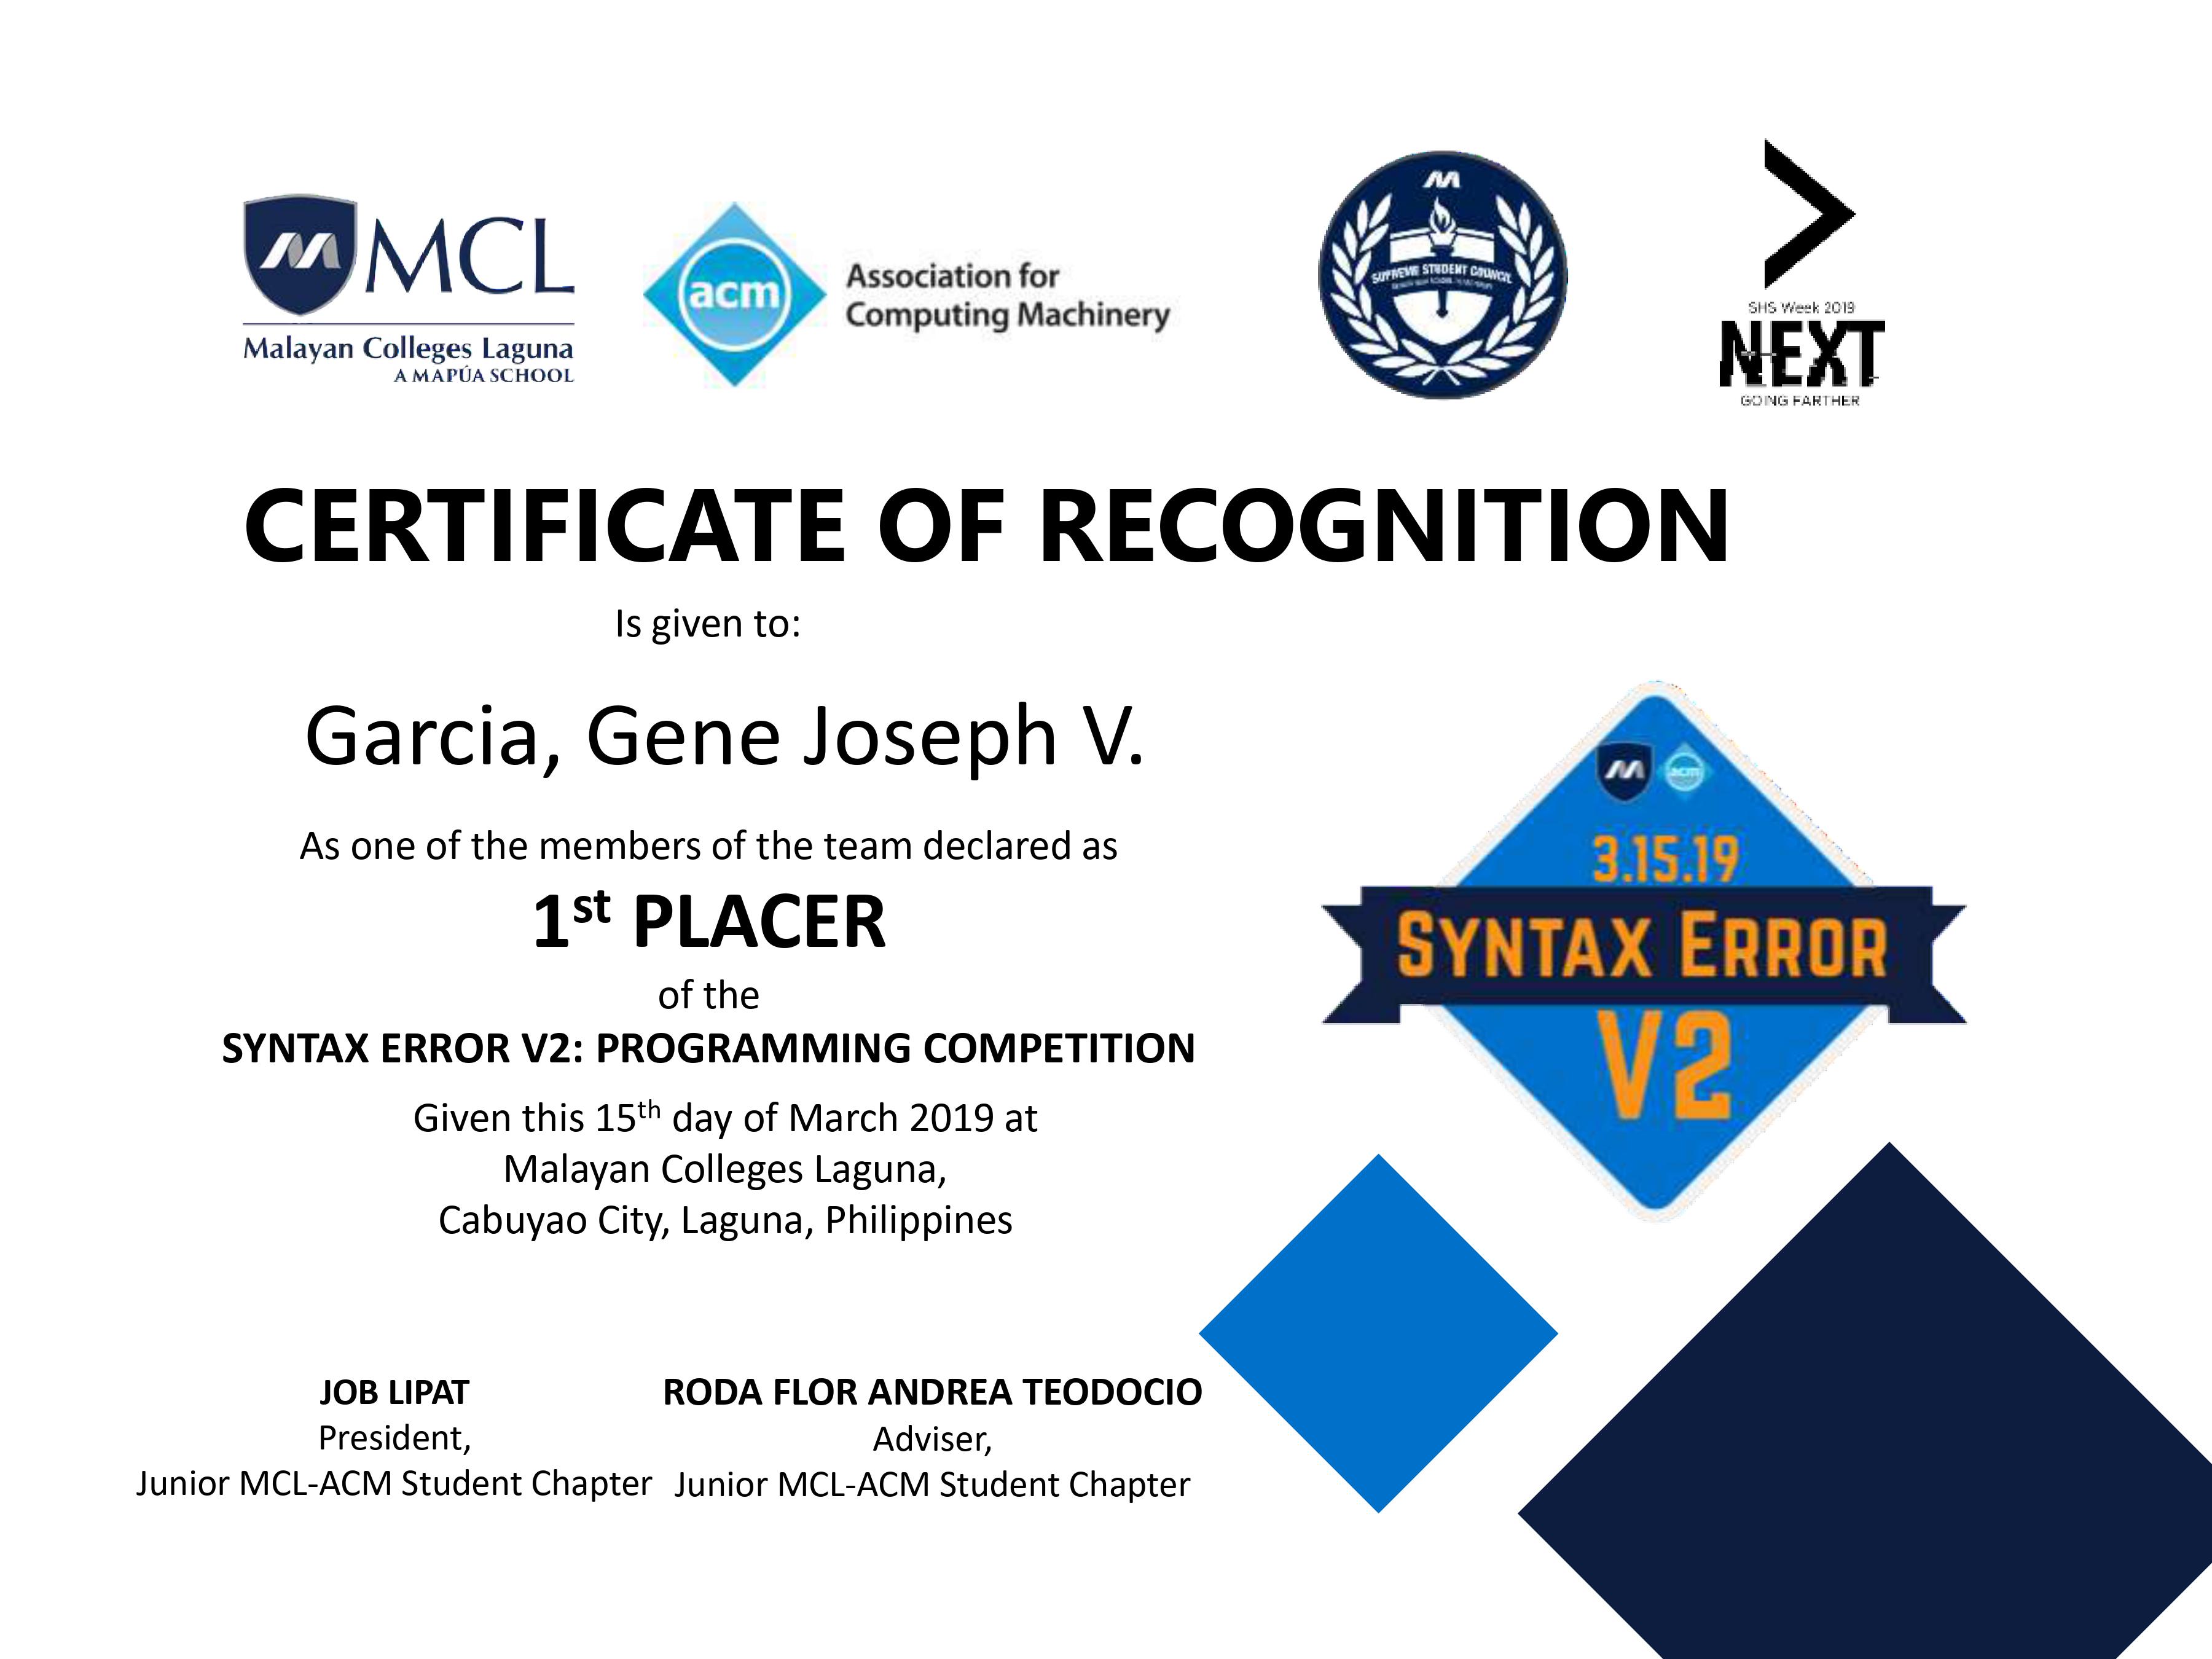 MCL
Malayan Colleges Laguna
A MAPÚA SCHOOL
acm
Association for
Computing Machinery
SUPREME STUDENT COUNCIL
SHS Week 2019
NEXT
GOING FARTHER
CERTIFICATE OF RECOGNITION
Is given to:
Garcia, Gene Joseph V.
As one of the members of the team declared as
1st PLACER
of the
SYNTAX ERROR V2: PROGRAMMING COMPETITION
Given this 15th day of March 2019 at
Malayan Colleges Laguna,
Cabuyao City, Laguna, Philippines
acm
3.15.19
SYNTAX ERROR
V2
JOB LIPAT
President,
Junior MCL-ACM Student Chapter
RODA FLOR ANDREA TEODOCIO
Adviser,
Junior MCL-ACM Student Chapter